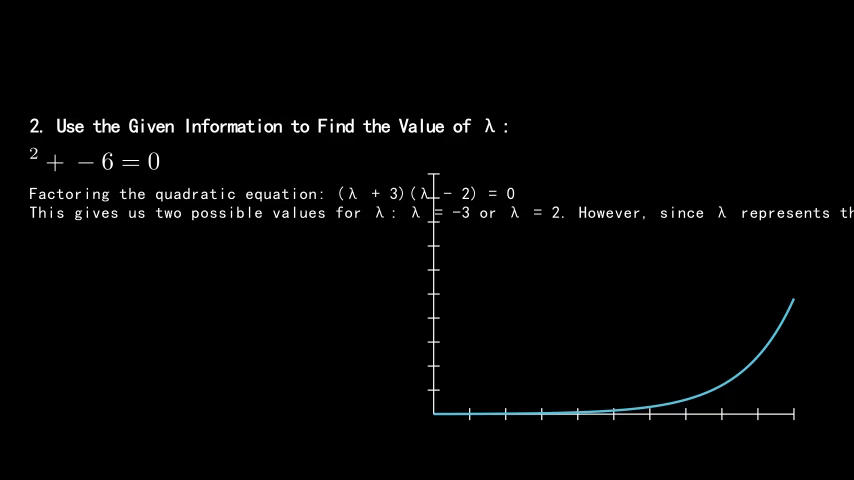 2. Use the Given Information to Find the Value of λ:
² + − 6 = 0
Factoring the quadratic equation: (λ + 3)(λ - 2) = 0
This gives us two possible values for λ: λ = -3 or λ = 2. However, since λ represents th